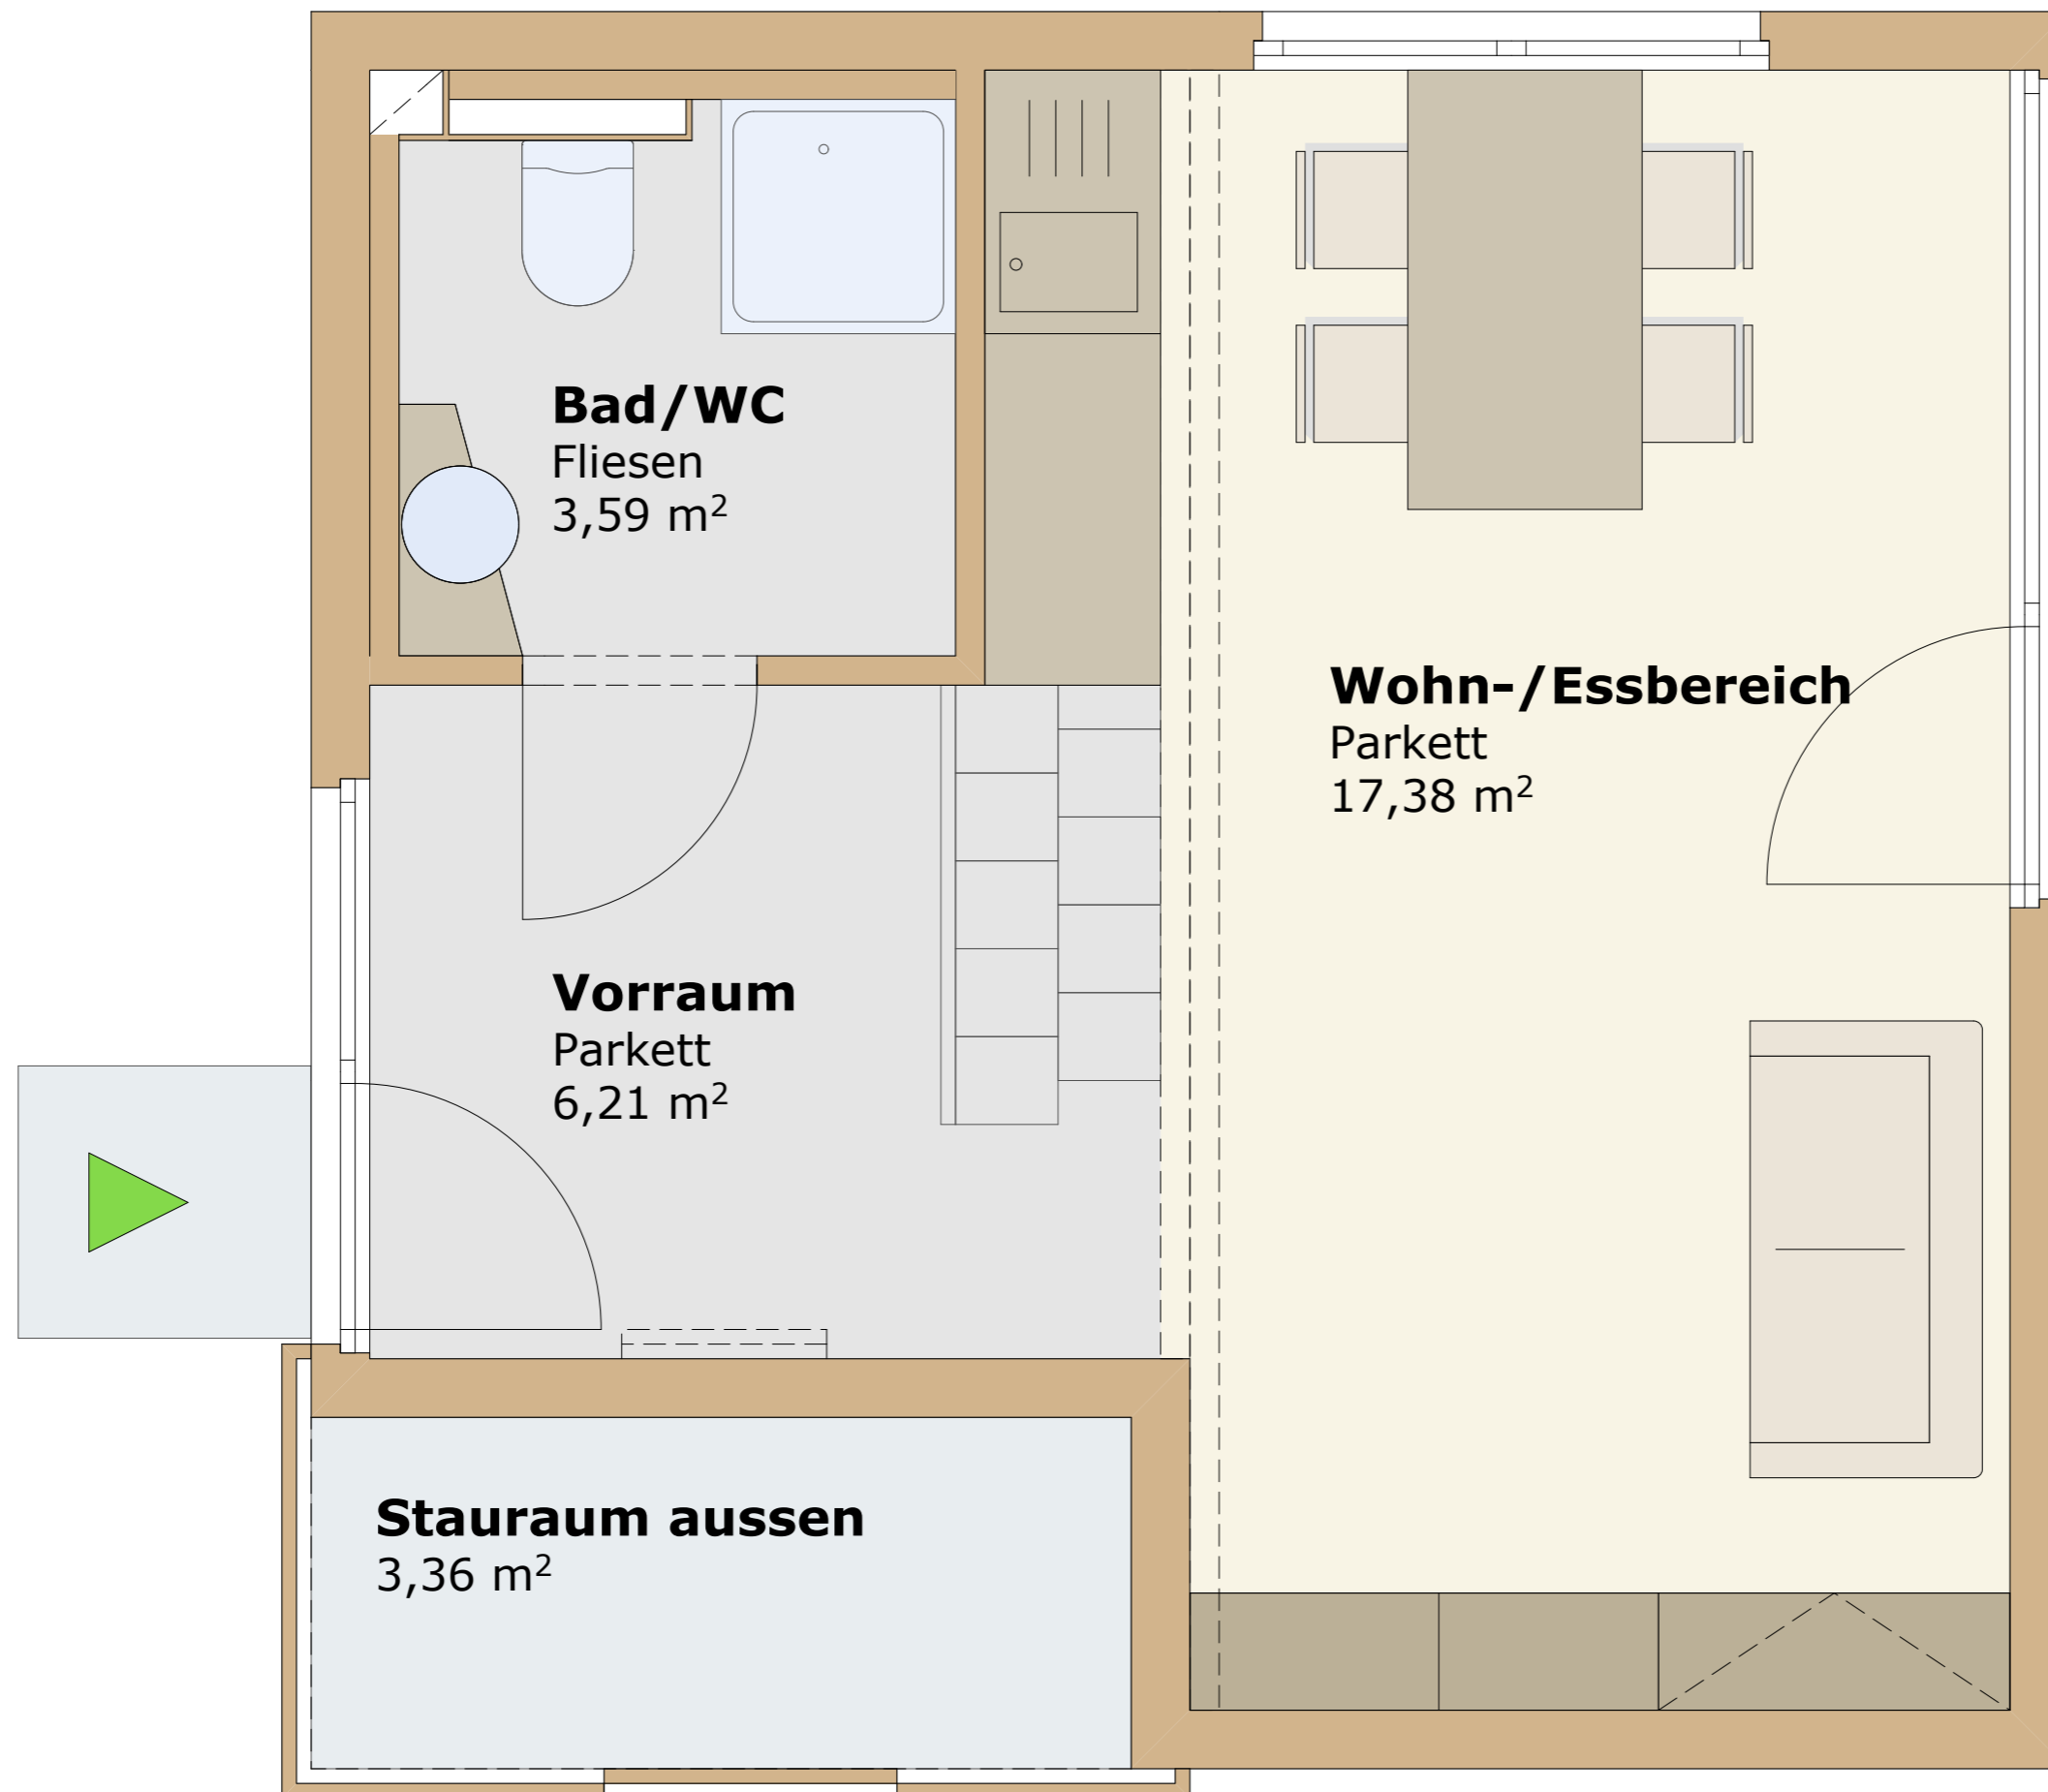 Bad/WC
Fliesen
3,59 m²
Wohn-/Essbereich
Parkett
17,38 m²
Vorraum
Parkett
6,21 m²
Stauraum aussen
3,36 m²